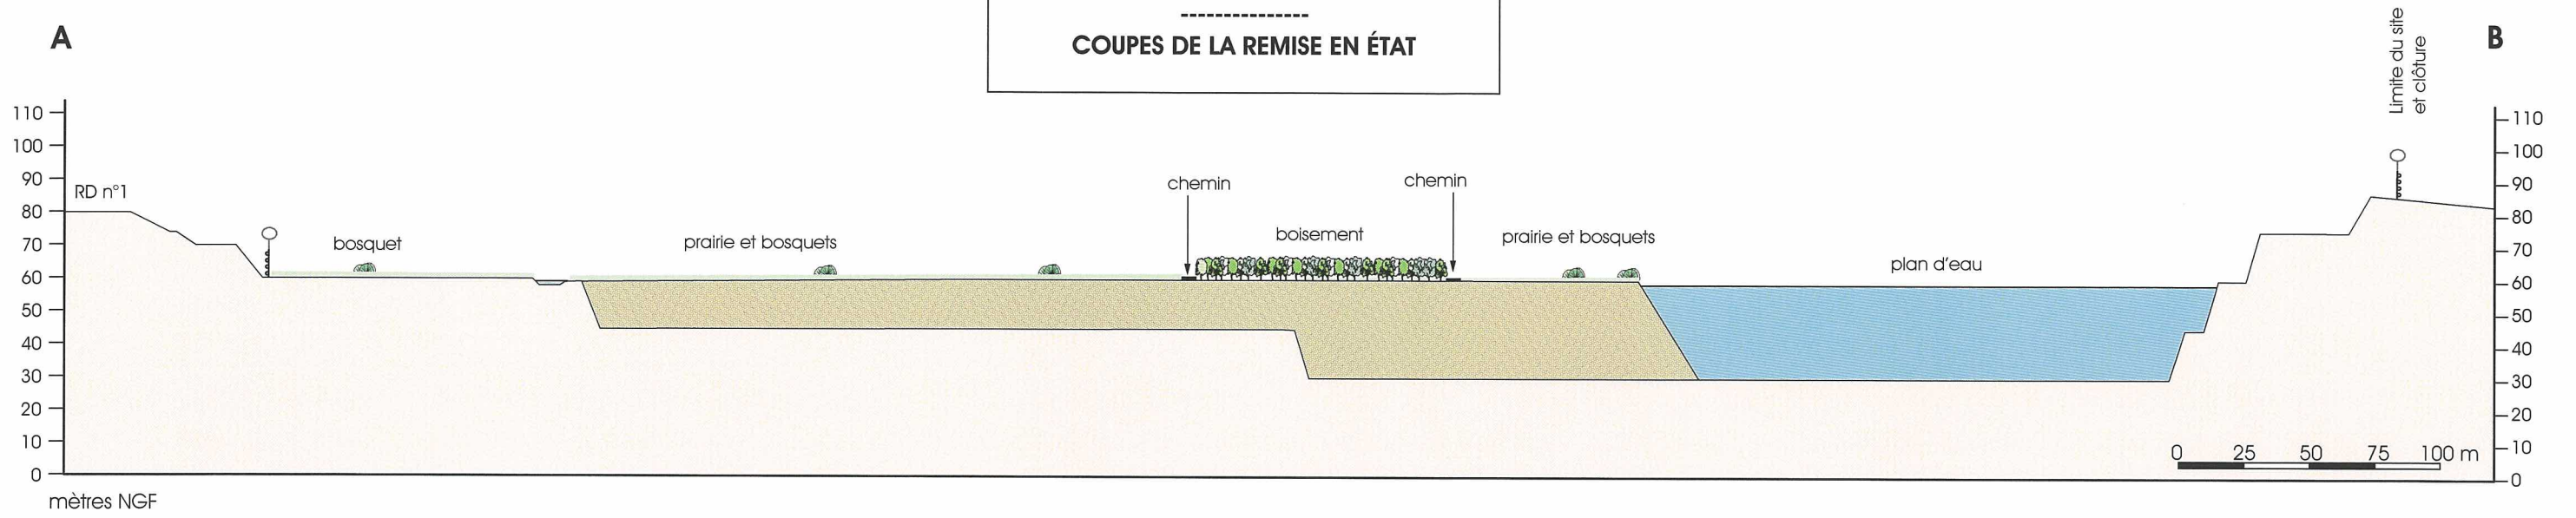 COUPES DE LA REMISE EN ÉTAT
A
B
Limite du site
et clôture
110
100
90
80
70
60
50
40
30
20
10
0
mètres NGF
RD n°1
bosquet
prairie et bosquets
chemin
boisement
chemin
prairie et bosquets
plan d'eau
110
100
90
80
70
60
50
40
30
20
10
0
0 25 50 75 100 m